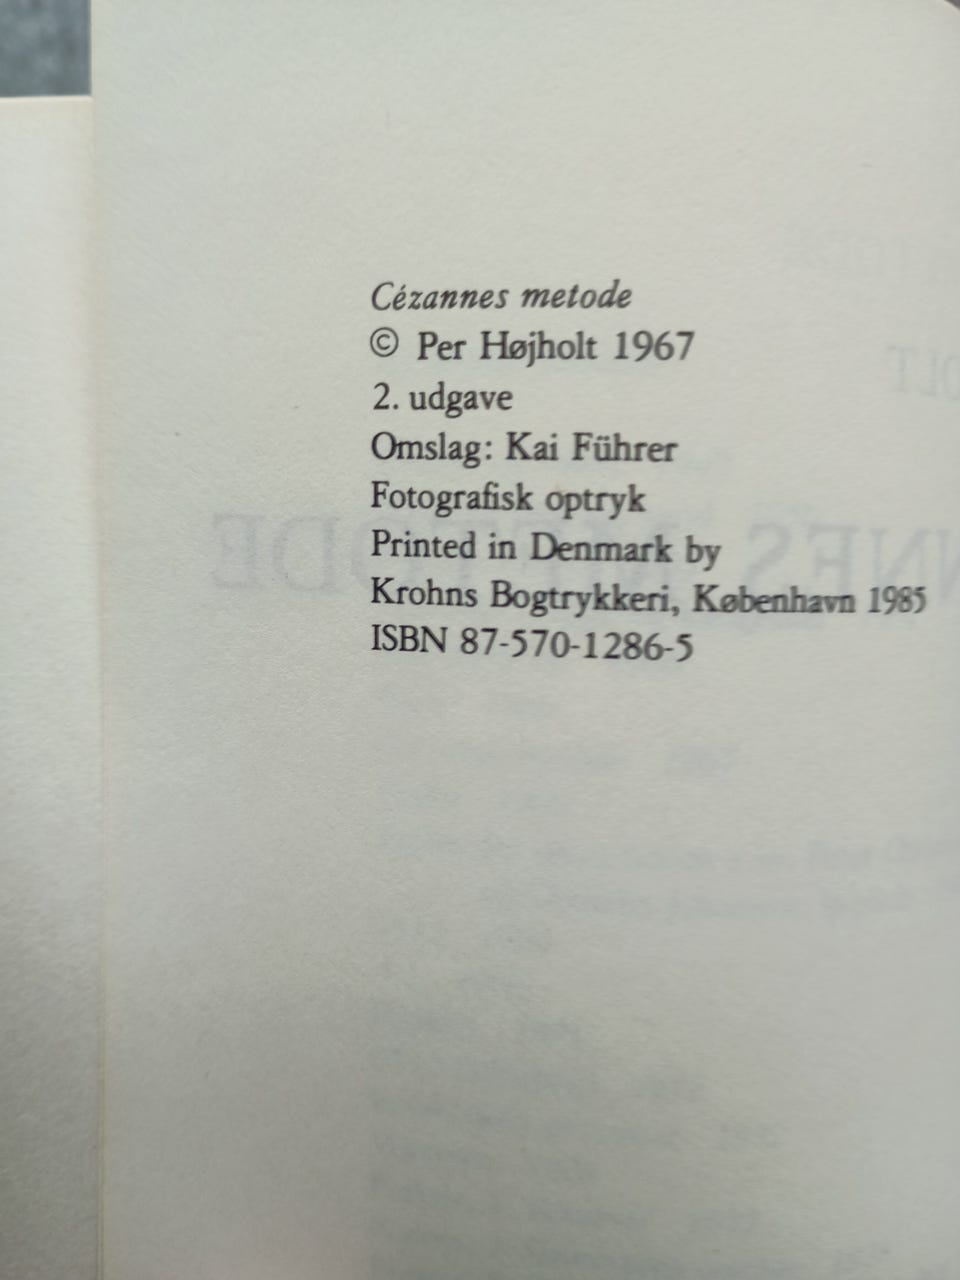 Cézannes metode
© Per Højholt 1967
2. udgave
Omslag: Kai Führer
Fotografisk optryk
Printed in Denmark by
Krohns Bogtrykkeri, København 1985
ISBN 87-570-1286-5